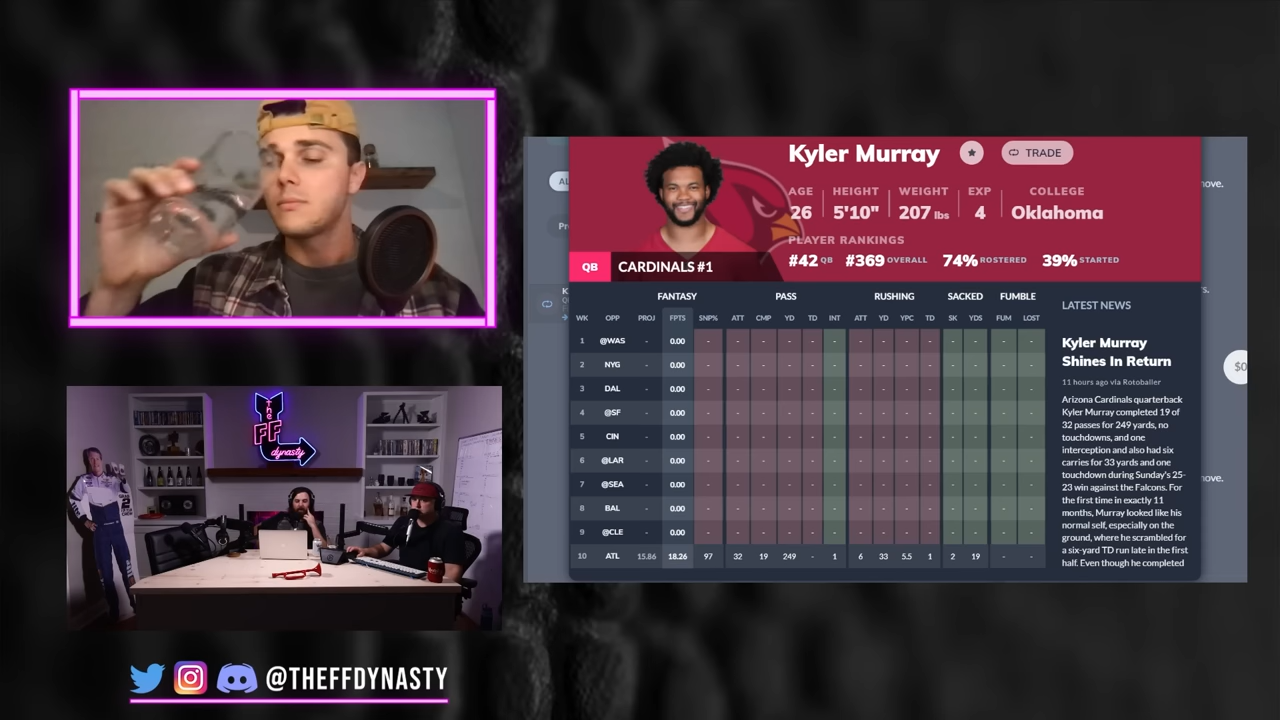 The
FF
dynasty
@THEFFDYNASTY
Kyler Murray
TRADE
AGE HEIGHT WEIGHT EXP COLLEGE
26 5'10" 207 lbs 4 Oklahoma
PLAYER RANKINGS
#42 QB #369 OVERALL 74% ROSTERED 39% STARTED
QB CARDINALS #1
FANTASY PASS RUSHING SACKED FUMBLE
WK OPP PROJ FPTS SNP% ATT CMP YD TD INT ATT YD YPC TD SK YDS FUM LOST
1 @WAS - 0.00 - - - - - - - - - - - - - -
2 NYG - 0.00 - - - - - - - - - - - - - -
3 DAL - 0.00 - - - - - - - - - - - - - -
4 @SF - 0.00 - - - - - - - - - - - - - -
5 CIN - 0.00 - - - - - - - - - - - - - -
6 @LAR - 0.00 - - - - - - - - - - - - - -
7 @SEA - 0.00 - - - - - - - - - - - - - -
8 BAL - 0.00 - - - - - - - - - - - - - -
9 @CLE - 0.00 - - - - - - - - - - - - - -
10 ATL 15.86 18.26 97 32 19 249 - 1 6 33 5.5 1 2 19 - -
LATEST NEWS
Kyler Murray
Shines In Return
11 hours ago via Rotoballer
Arizona Cardinals quarterback
Kyler Murray completed 19 of
32 passes for 249 yards, no
touchdowns, and one
interception and also had six
carries for 33 yards and one
touchdown during Sunday's 25-
23 win against the Falcons. For
the first time in exactly 11
months, Murray looked like his
normal self, especially on the
ground, where he scrambled for
a six-yard TD run late in the first
half. Even though he completed
$0